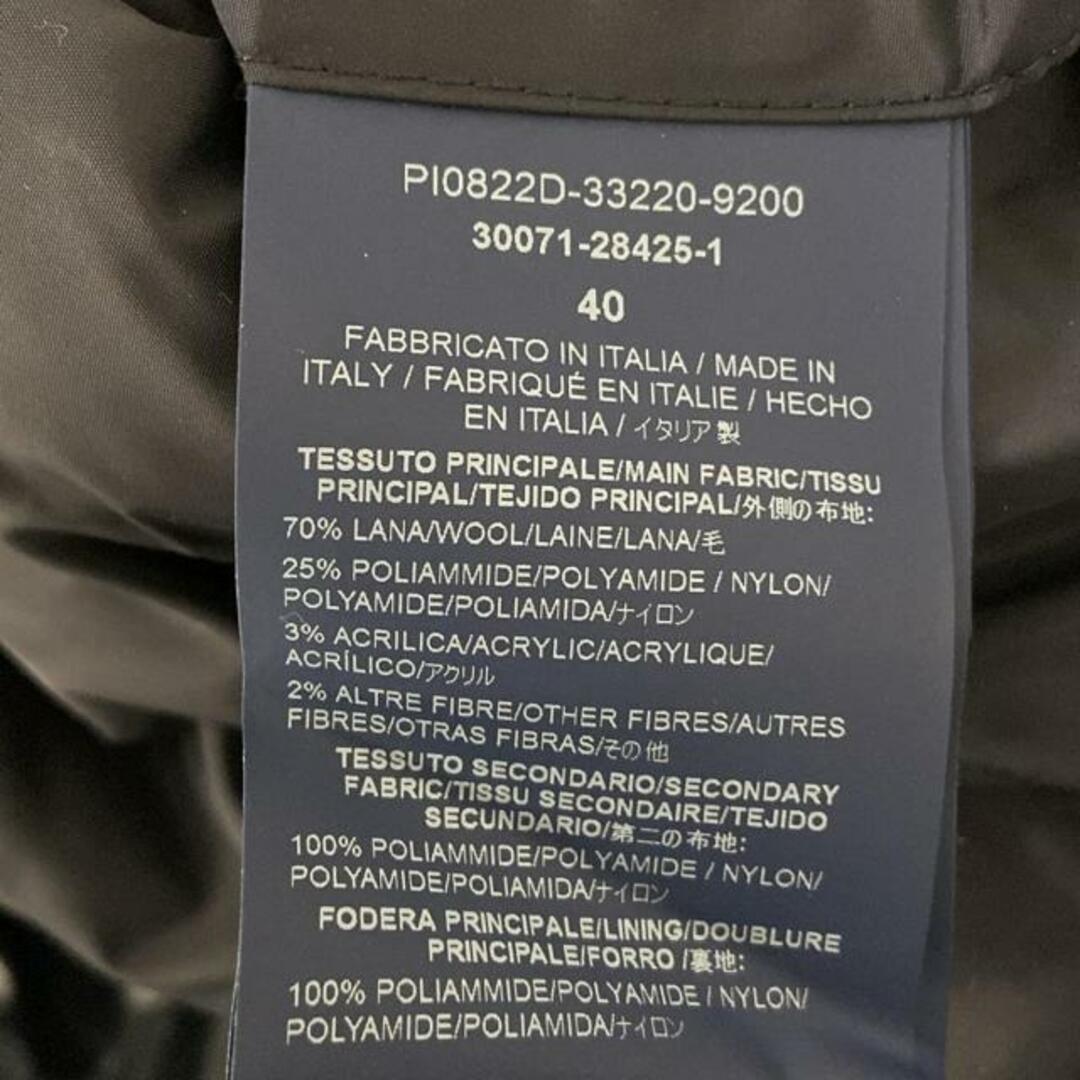 PI0822D-33220-9200
30071-28425-1
40
FABBRICATO IN ITALIA / MADE IN
ITALY / FABRIQUÉ EN ITALIE / HECHO
EN ITALIA / イタリア製
TESSUTO PRINCIPALE/MAIN FABRIC/TISSU
PRINCIPAL/TEJIDO PRINCIPAL/外側の布地:
70% LANA/WOOL/LAINE/LANA/毛
25% POLIAMMIDE/POLYAMIDE / NYLON/
POLYAMIDE/POLIAMIDA/ナイロン
3% ACRILICA/ACRYLIC/ACRYLIQUE/
ACRÍLICO/アクリル
2% ALTRE FIBRE/OTHER FIBRES/AUTRES
FIBRES/OTRAS FIBRAS/その他
TESSUTO SECONDARIO/SECONDARY
FABRIC/TISSU SECONDAIRE/TEJIDO
SECUNDARIO/第二の布地:
100% POLIAMMIDE/POLYAMIDE / NYLON/
POLYAMIDE/POLIAMIDA/ナイロン
FODERA PRINCIPALE/LINING/DOUBLURE
PRINCIPALE/FORRO /裏地:
100% POLIAMMIDE/POLYAMIDE / NYLON/
POLYAMIDE/POLIAMIDA/ナイロン